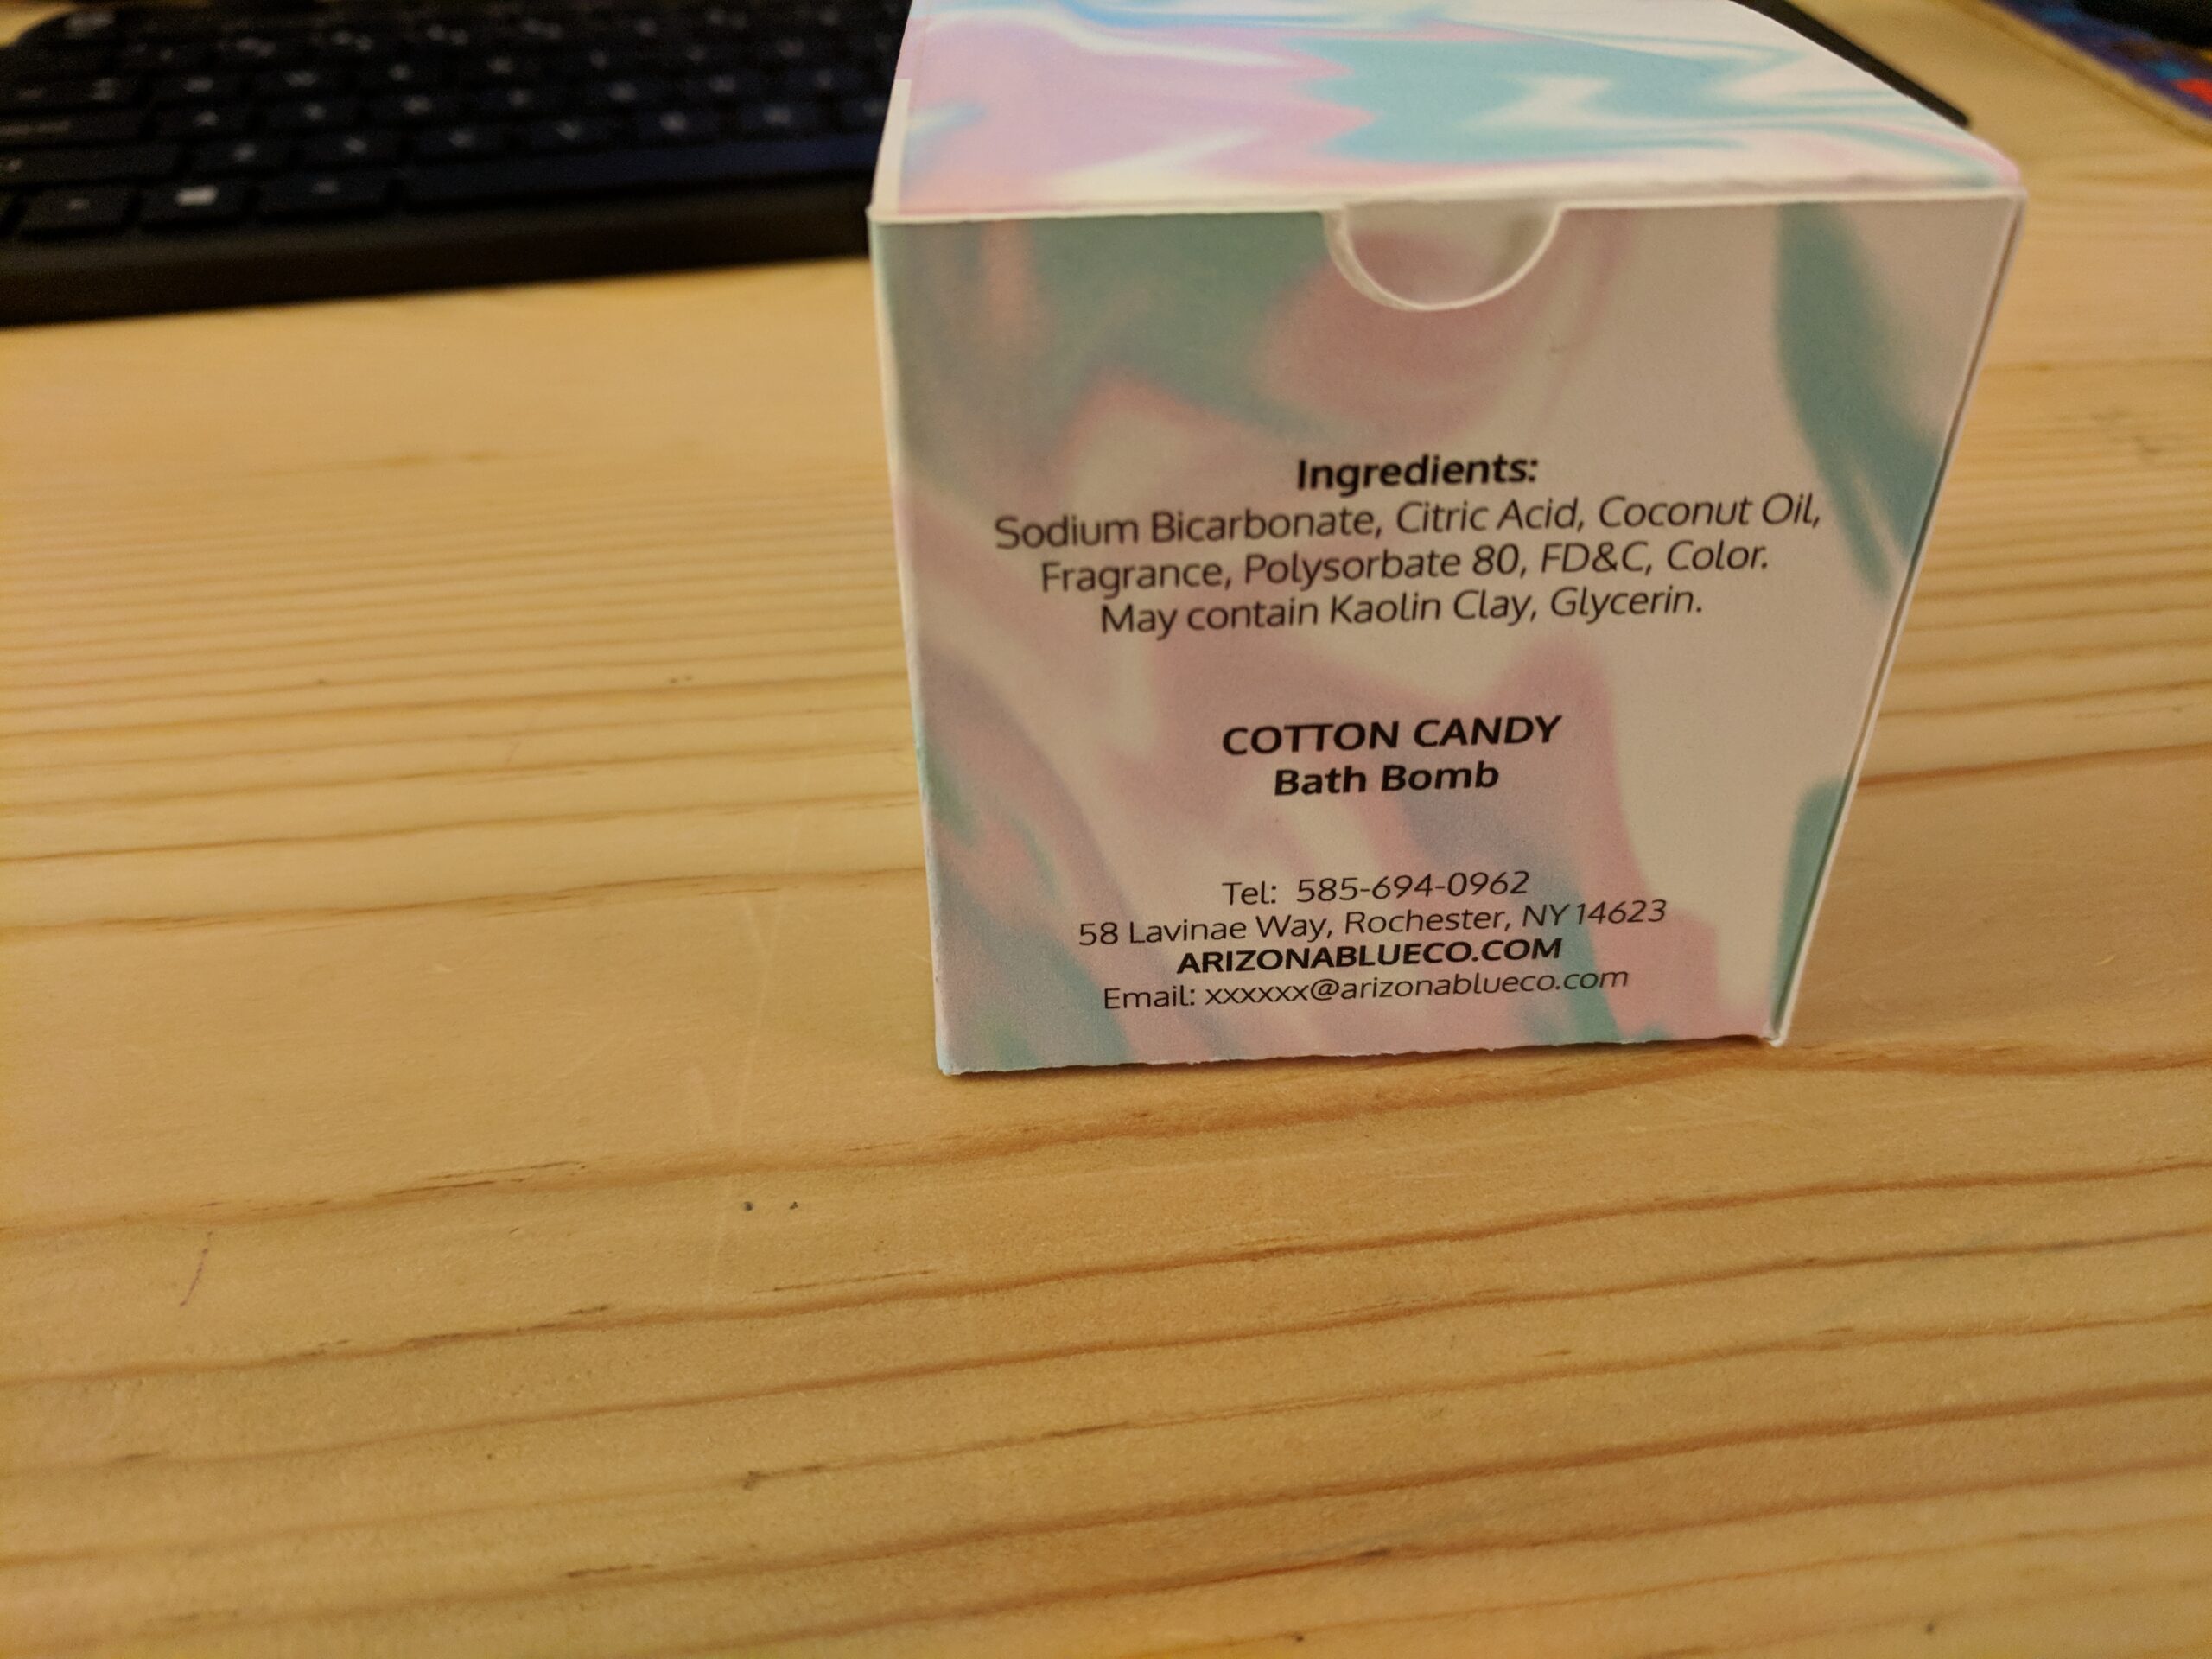 Ingredients:
Sodium Bicarbonate, Citric Acid, Coconut Oil,
Fragrance, Polysorbate 80, FD&C, Color.
May contain Kaolin Clay, Glycerin.
COTTON CANDY
Bath Bomb
Tel: 585-694-0962
58 Lavinae Way, Rochester, NY 14623
ARIZONABLUECO.COM
Email: xxxxxx@arizonablueco.com